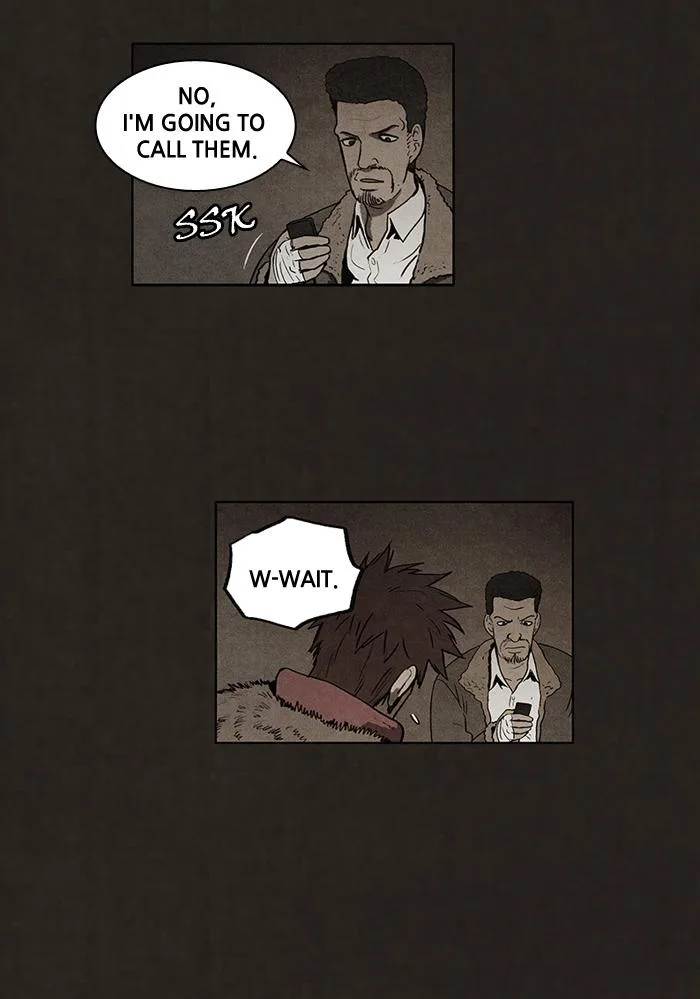 NO,
I'M GOING TO
CALL THEM.
SSK
W-WAIT.